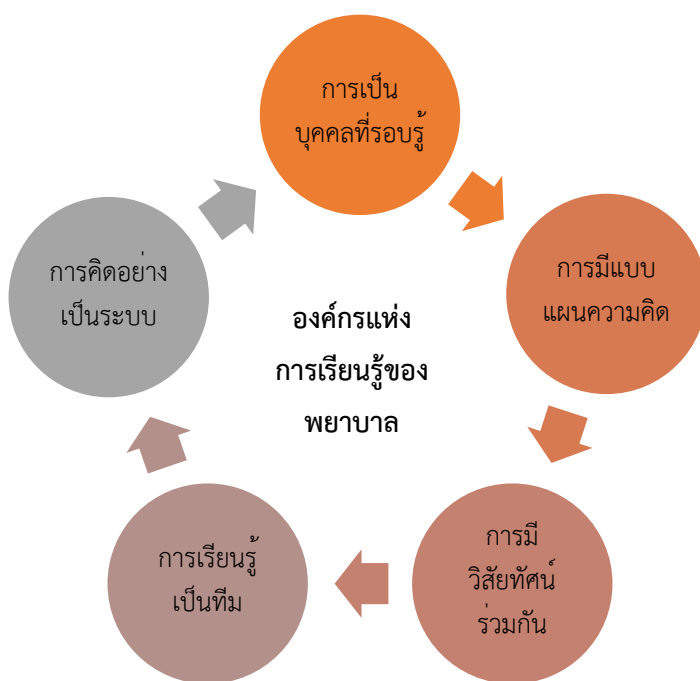 การเป็น
บุคคลที่รอบรู้
การมีแบบ
แผนความคิด
การมี
วิสัยทัศน์
ร่วมกัน
การเรียนรู้
เป็นทีม
การคิดอย่าง
เป็นระบบ
องค์กรแห่ง
การเรียนรู้ของ
พยาบาล